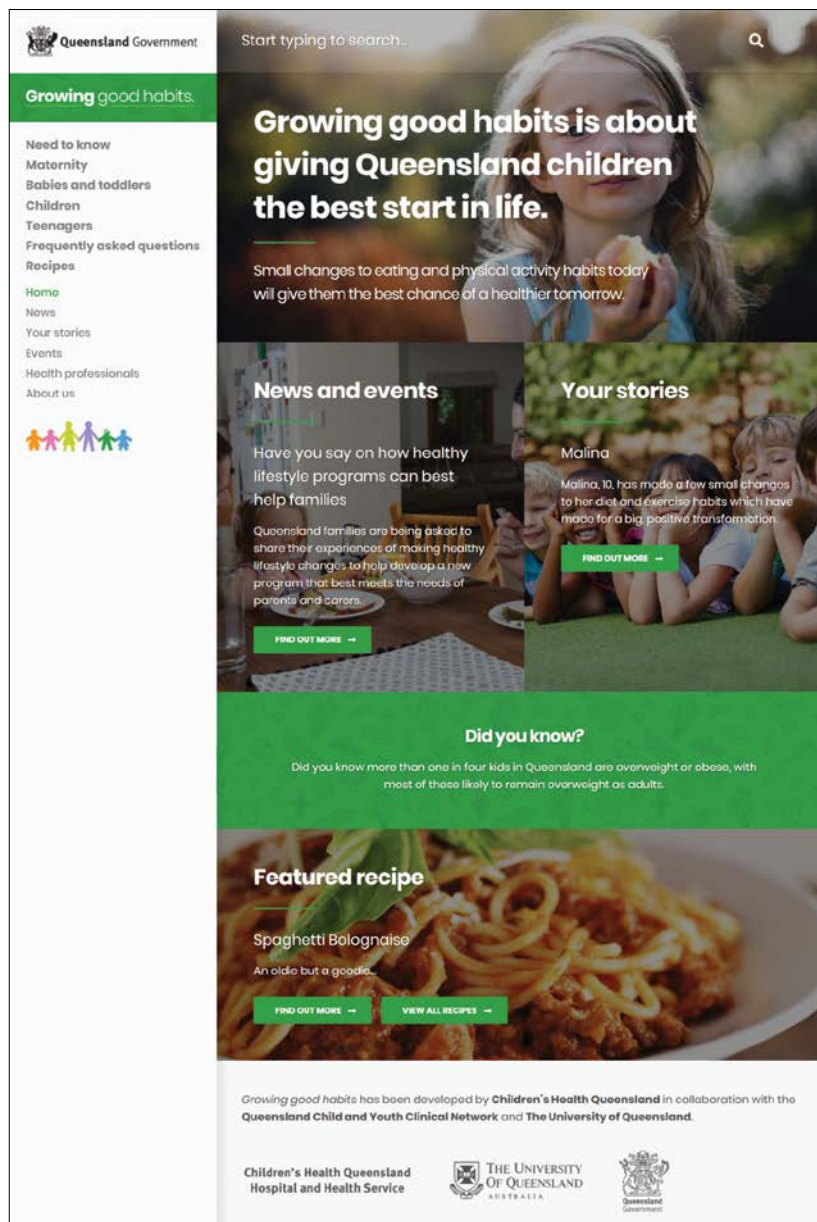 Queensland Government
Start typing to search...
Growing good habits.
Need to know
Maternity
Babies and toddlers
Children
Teenagers
Frequently asked questions
Recipes
Home
News
Your stories
Events
Health professionals
About us
Growing good habits is about
giving Queensland children
the best start in life.
Small changes to eating and physical activity habits today
will give them the best chance of a healthier tomorrow.
News and events
Have you say on how healthy
lifestyle programs can best
help families
Queensland families are being asked to
share their experiences of making healthy
lifestyle changes to help develop a new
program that best meets the needs of
parents and carers.
FIND OUT MORE →
Your stories
Malina
Malina, 10, has made a few small changes
to her diet and exercise habits which have
made for a big, positive transformation.
FIND OUT MORE →
Did you know?
Did you know more than one in four kids in Queensland are overweight or obese, with
most of these likely to remain overweight as adults.
Featured recipe
Spaghetti Bolognaise
An oldie but a goodie...
FIND OUT MORE →
VIEW ALL RECIPES →
Growing good habits has been developed by Children's Health Queensland in collaboration with the
Queensland Child and Youth Clinical Network and The University of Queensland.
Children's Health Queensland
Hospital and Health Service
THE UNIVERSITY
OF QUEENSLAND
AUSTRALIA
Queensland
Government